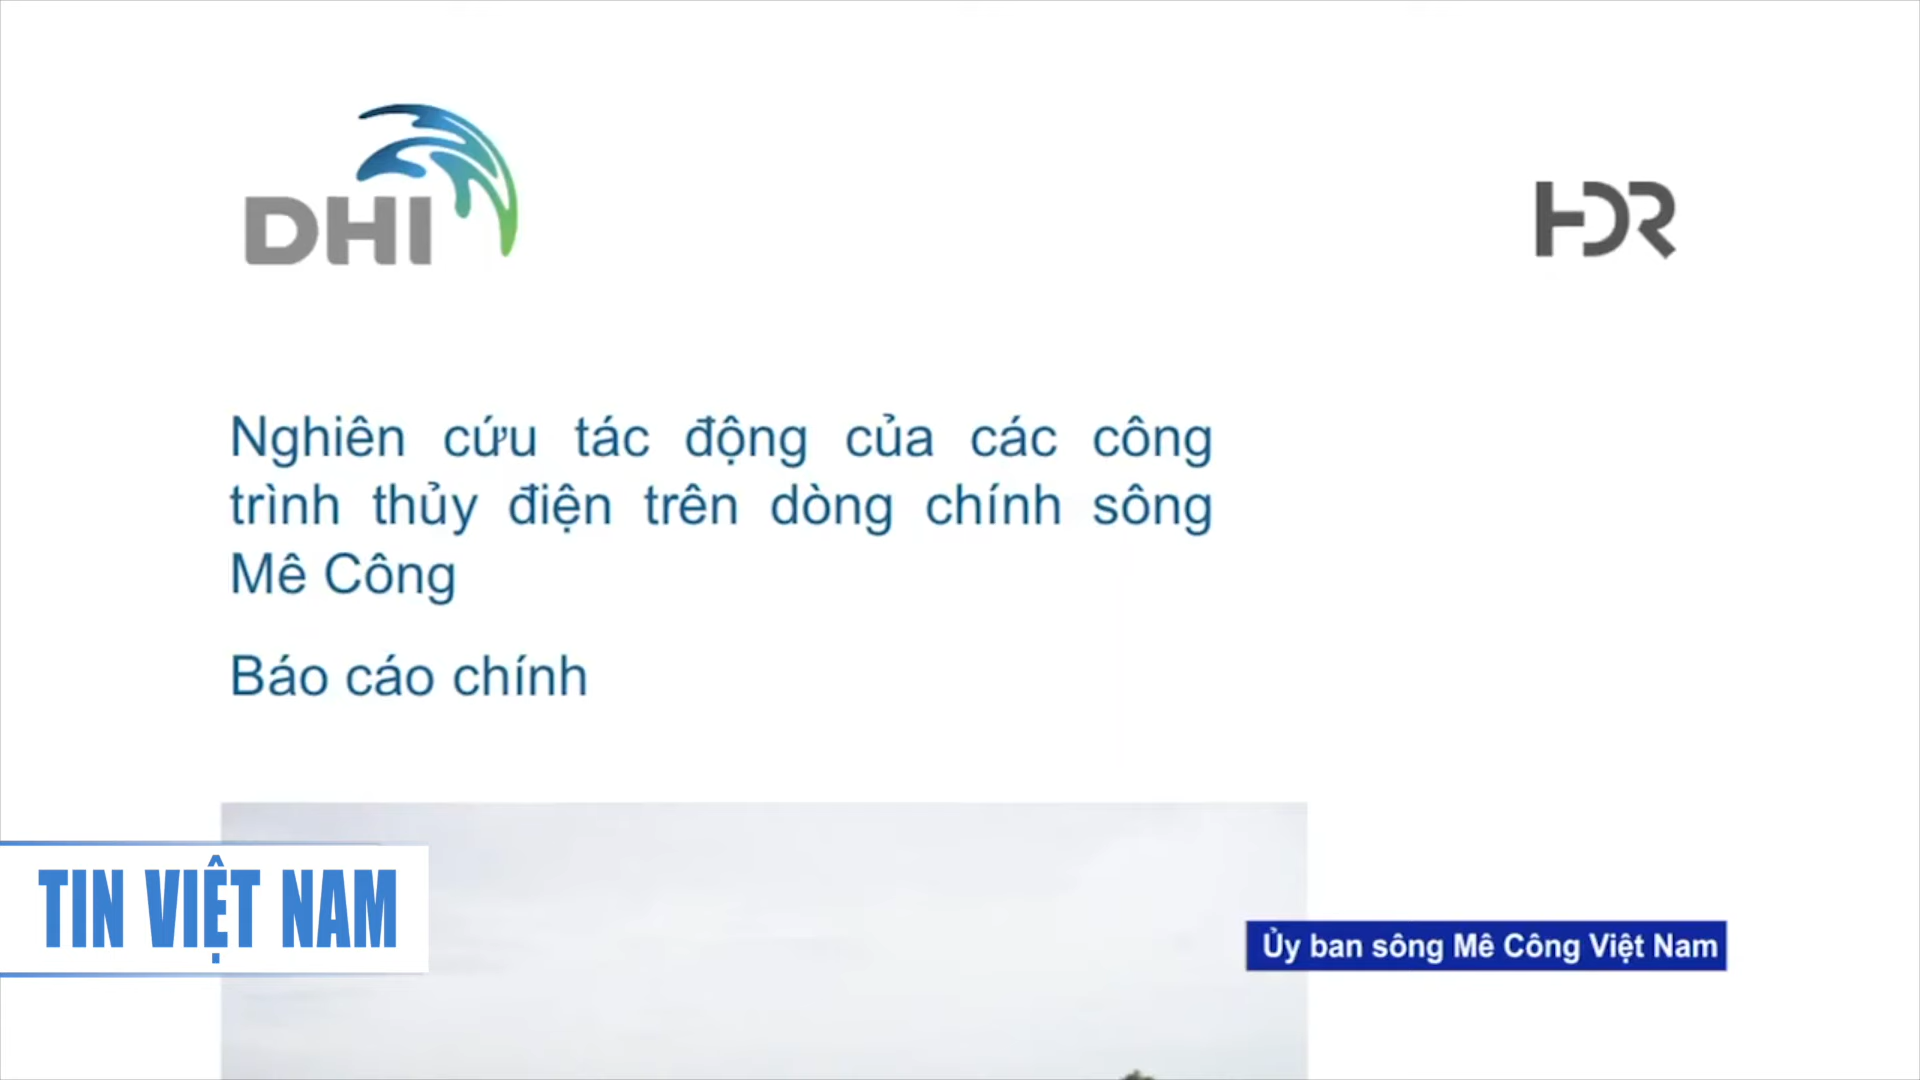 DHI
HDR
Nghiên cứu tác động của các công
trình thủy điện trên dòng chính sông
Mê Công
Báo cáo chính
TIN VIỆT NAM
Ủy ban sông Mê Công Việt Nam